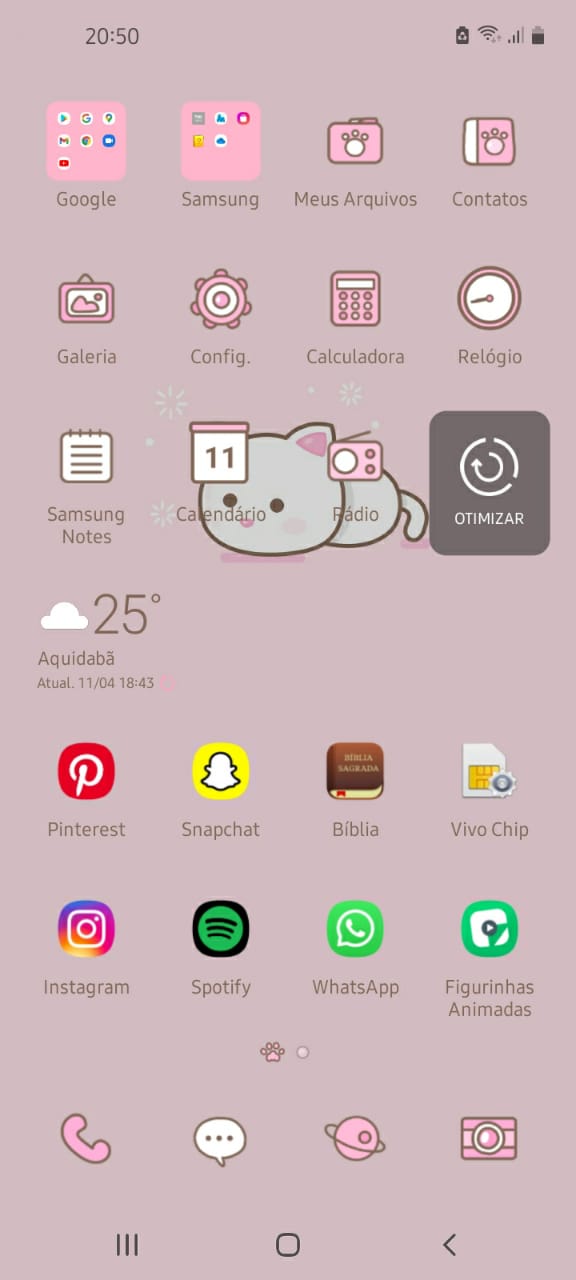 20:50
Google
Samsung
Meus Arquivos
Contatos
Galeria
Config.
Calculadora
Relógio
11
OTIMIZAR
Samsung
Notes
Calendário
Rádio
25°
Aquidabã
Atual. 11/04 18:43
BÍBLIA
SAGRADA
Pinterest
Snapchat
Bíblia
Vivo Chip
Instagram
Spotify
WhatsApp
Figurinhas
Animadas